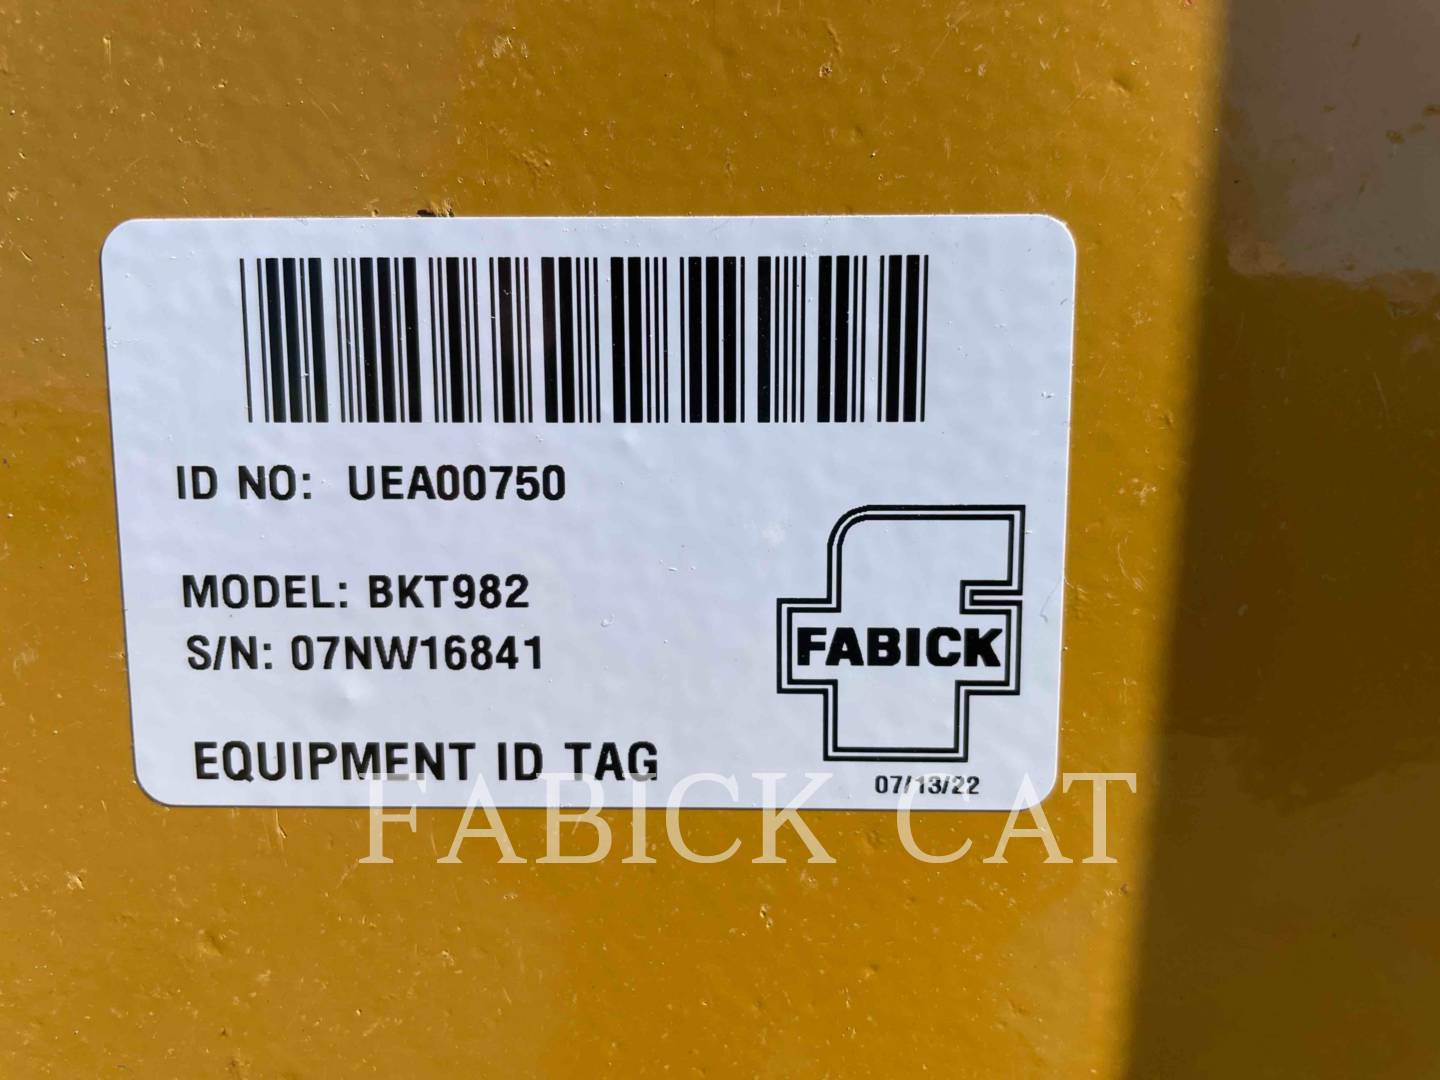 ID NO: UEA00750
MODEL: BKT982
S/N: 07NW16841
FABICK
EQUIPMENT ID TAG
07/13/22
FABICK CAT